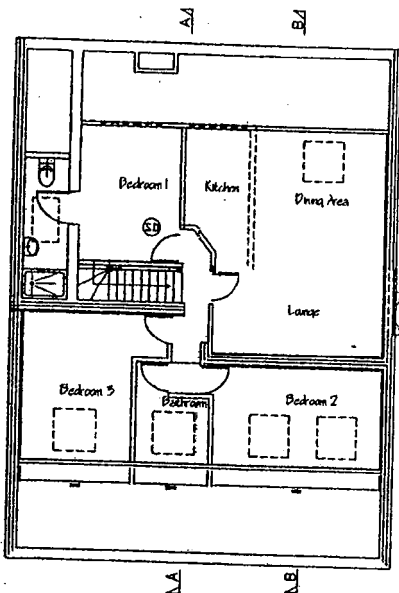 A
B
Bedroom 1
Kitchen
Dining Area
SD
Lounge
Bedroom 3
Bathroom
Bedroom 2
A
B